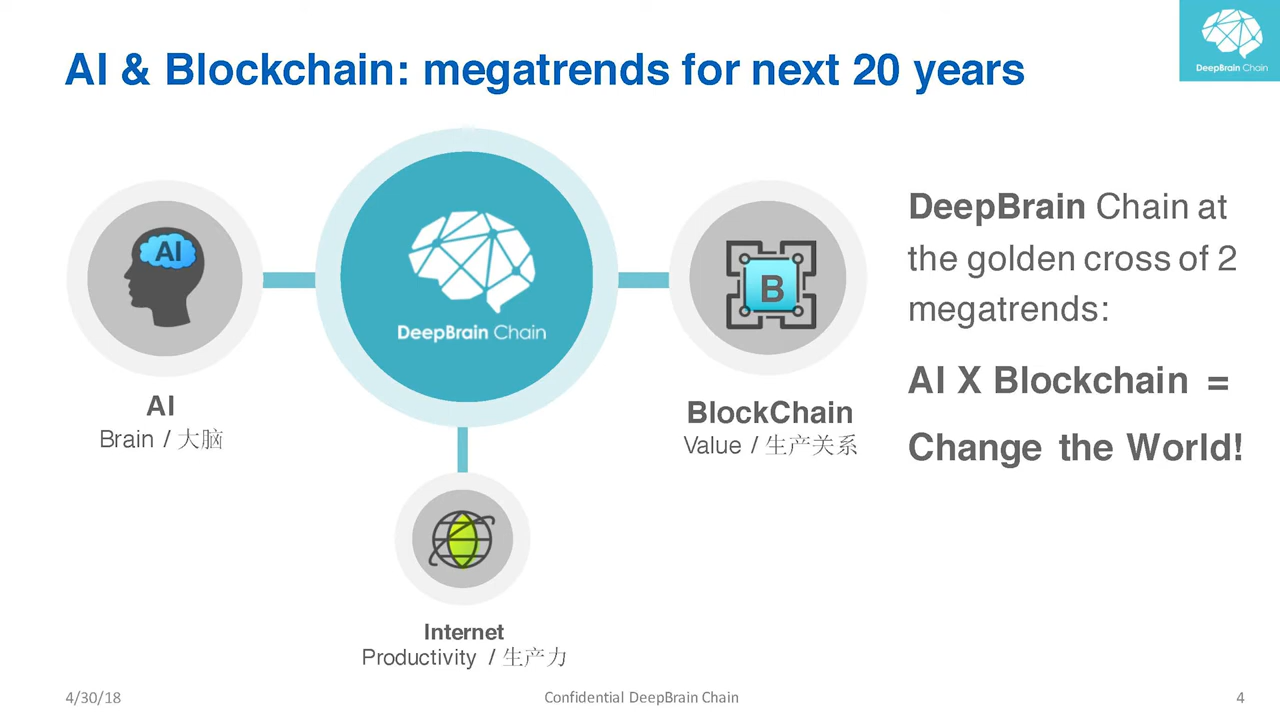 AI & Blockchain: megatrends for next 20 years
DeepBrain Chain
AI
DeepBrain Chain
B
AI
Brain / 大脑
BlockChain
Value / 生产关系
Internet
Productivity / 生产力
DeepBrain Chain at
the golden cross of 2
megatrends:
AI X Blockchain =
Change the World!
4/30/18
Confidential DeepBrain Chain
4